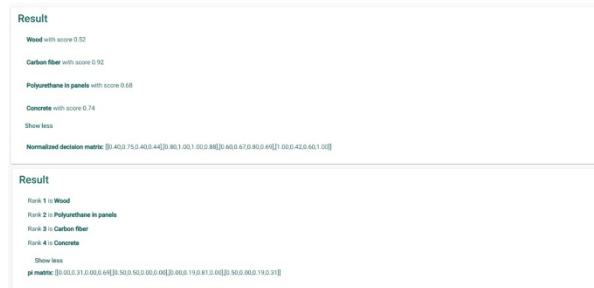 Result
Wood with score 0.52
Carbon fiber with score 0.92
Polyurethane in panels with score 0.68
Concrete with score 0.74
Show less
Normalized decision matrix: [[0.40,0.75,0.40,0.44],[0.80,1.00,1.00,0.88],[0.60,0.67,0.80,0.69],[1.00,0.42,0.60,1.00]]
Result
Rank 1 is Wood
Rank 2 is Polyurethane in panels
Rank 3 is Carbon fiber
Rank 4 is Concrete
Show less
pi matrix: [[0.00,0.31,0.00,0.69],[0.50,0.50,0.00,0.00],[0.00,0.19,0.81,0.00],[0.50,0.00,0.19,0.31]]